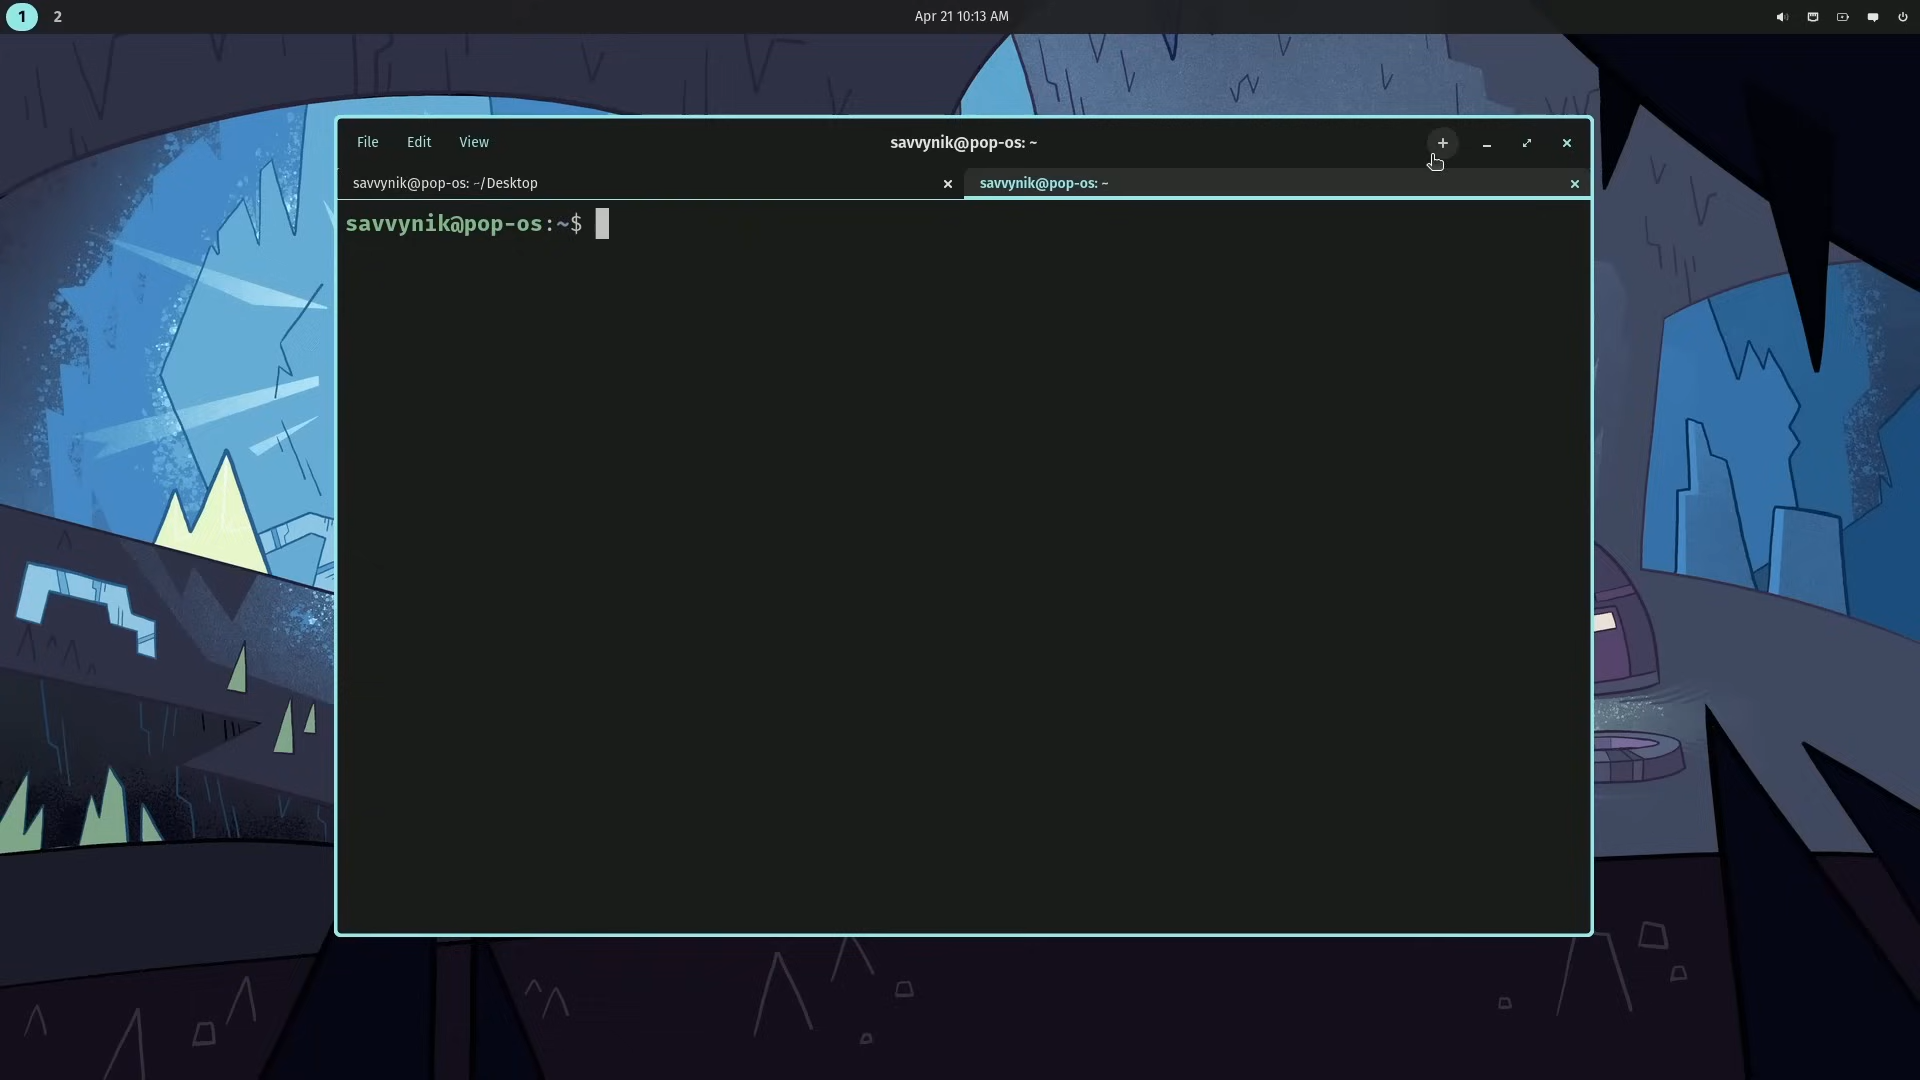 1 2 Apr 21 10:13 AM
File Edit View savvynik@pop-os: ~
savvynik@pop-os: ~/Desktop savvynik@pop-os: ~
savvynik@pop-os:~$